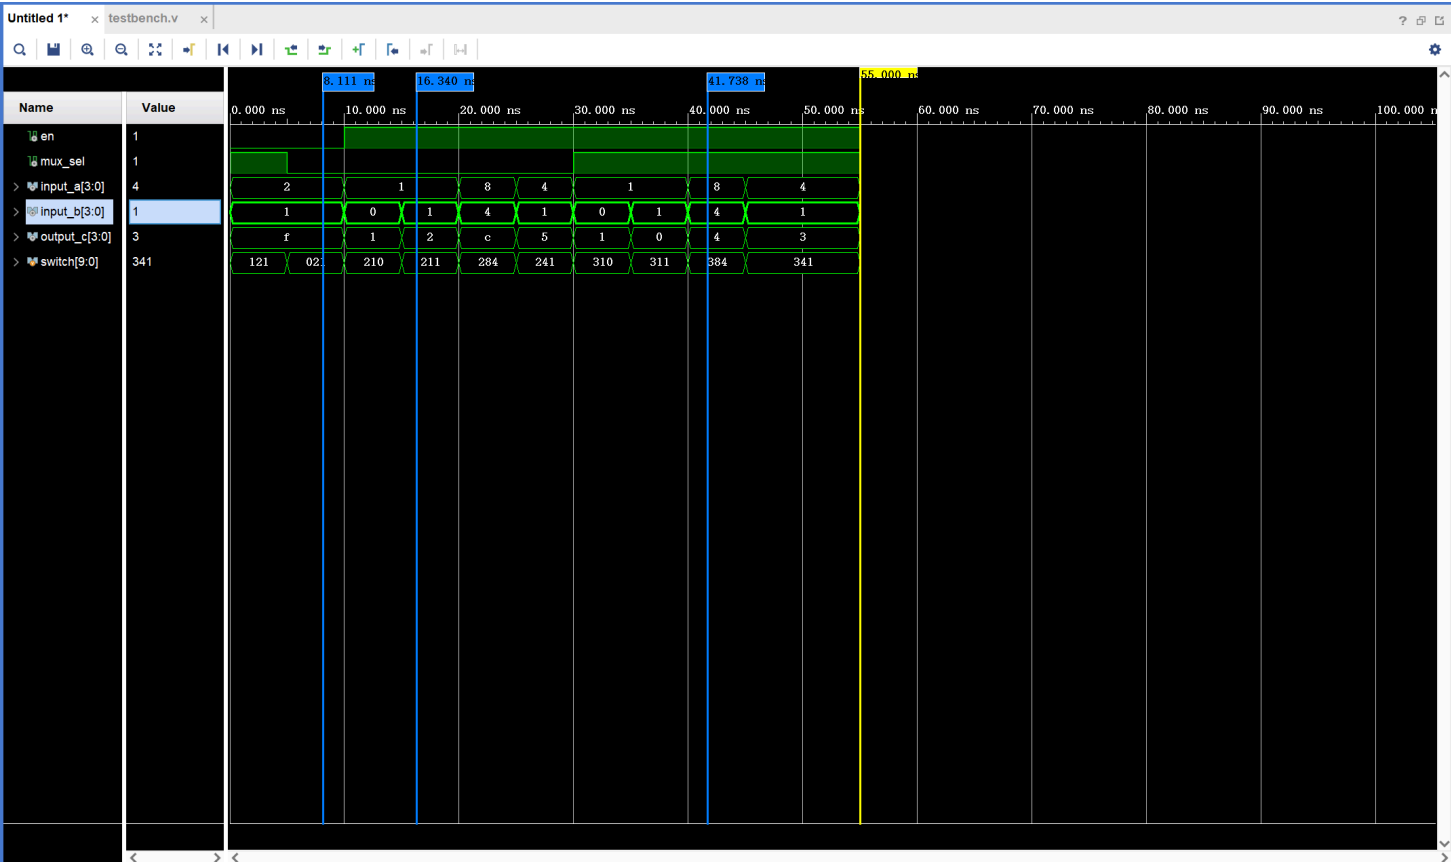 Untitled 1* × testbench.v ×
?
8.111 ns 16.340 ns 41.738 ns 55.000 ns
Name Value 0.000 ns 10.000 ns 20.000 ns 30.000 ns 40.000 ns 50.000 ns 60.000 ns 70.000 ns 80.000 ns 90.000 ns 100.000 n
en 1
mux_sel 1
input_a[3:0] 4 2 1 8 4 1 8 4
input_b[3:0] 1 1 0 1 4 1 0 1 4 1
output_c[3:0] 3 f 1 2 c 5 1 0 4 3
switch[9:0] 341 121 021 210 211 284 241 310 311 384 341